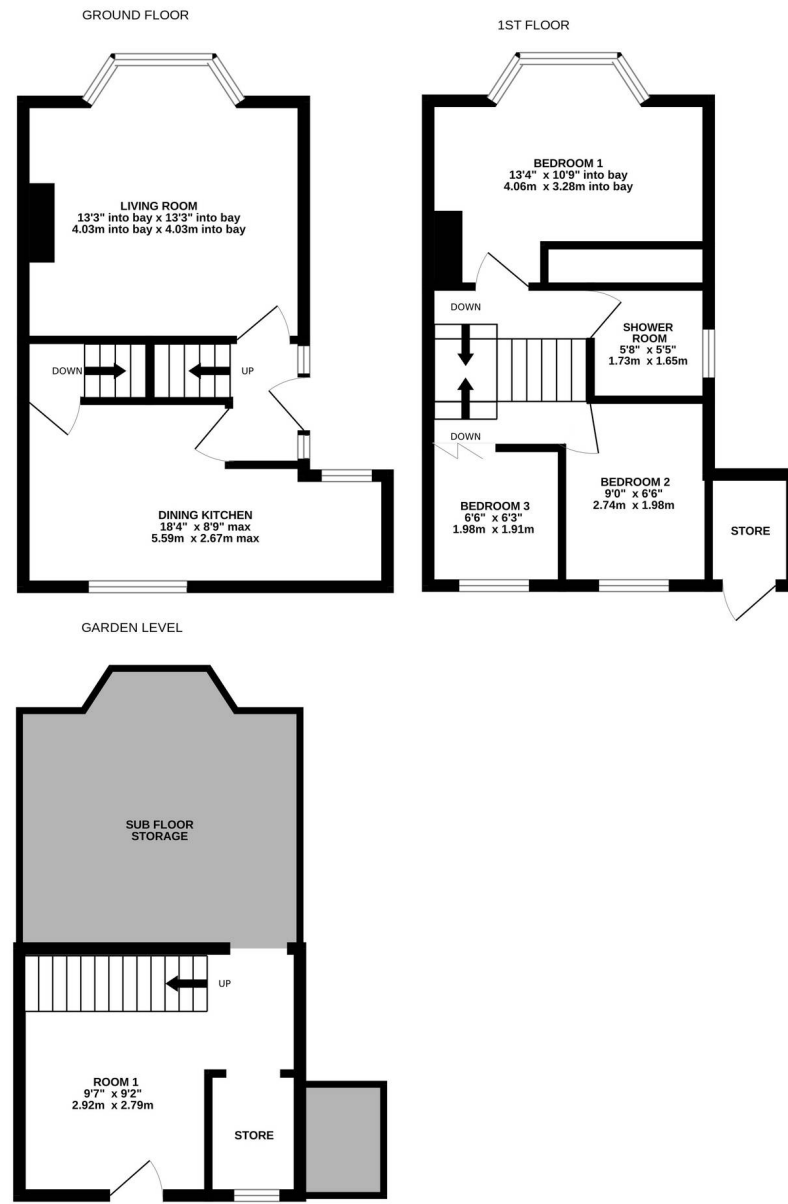 GROUND FLOOR
LIVING ROOM
13'3" into bay x 13'3" into bay
4.03m into bay x 4.03m into bay
DOWN
UP
DINING KITCHEN
18'4" x 8'9" max
5.59m x 2.67m max
1ST FLOOR
BEDROOM 1
13'4" x 10'9" into bay
4.06m x 3.28m into bay
DOWN
SHOWER
ROOM
5'8" x 5'5"
1.73m x 1.65m
DOWN
BEDROOM 2
9'0" x 6'6"
2.74m x 1.98m
BEDROOM 3
6'6" x 6'3"
1.98m x 1.91m
STORE
GARDEN LEVEL
SUB FLOOR
STORAGE
UP
ROOM 1
9'7" x 9'2"
2.92m x 2.79m
STORE